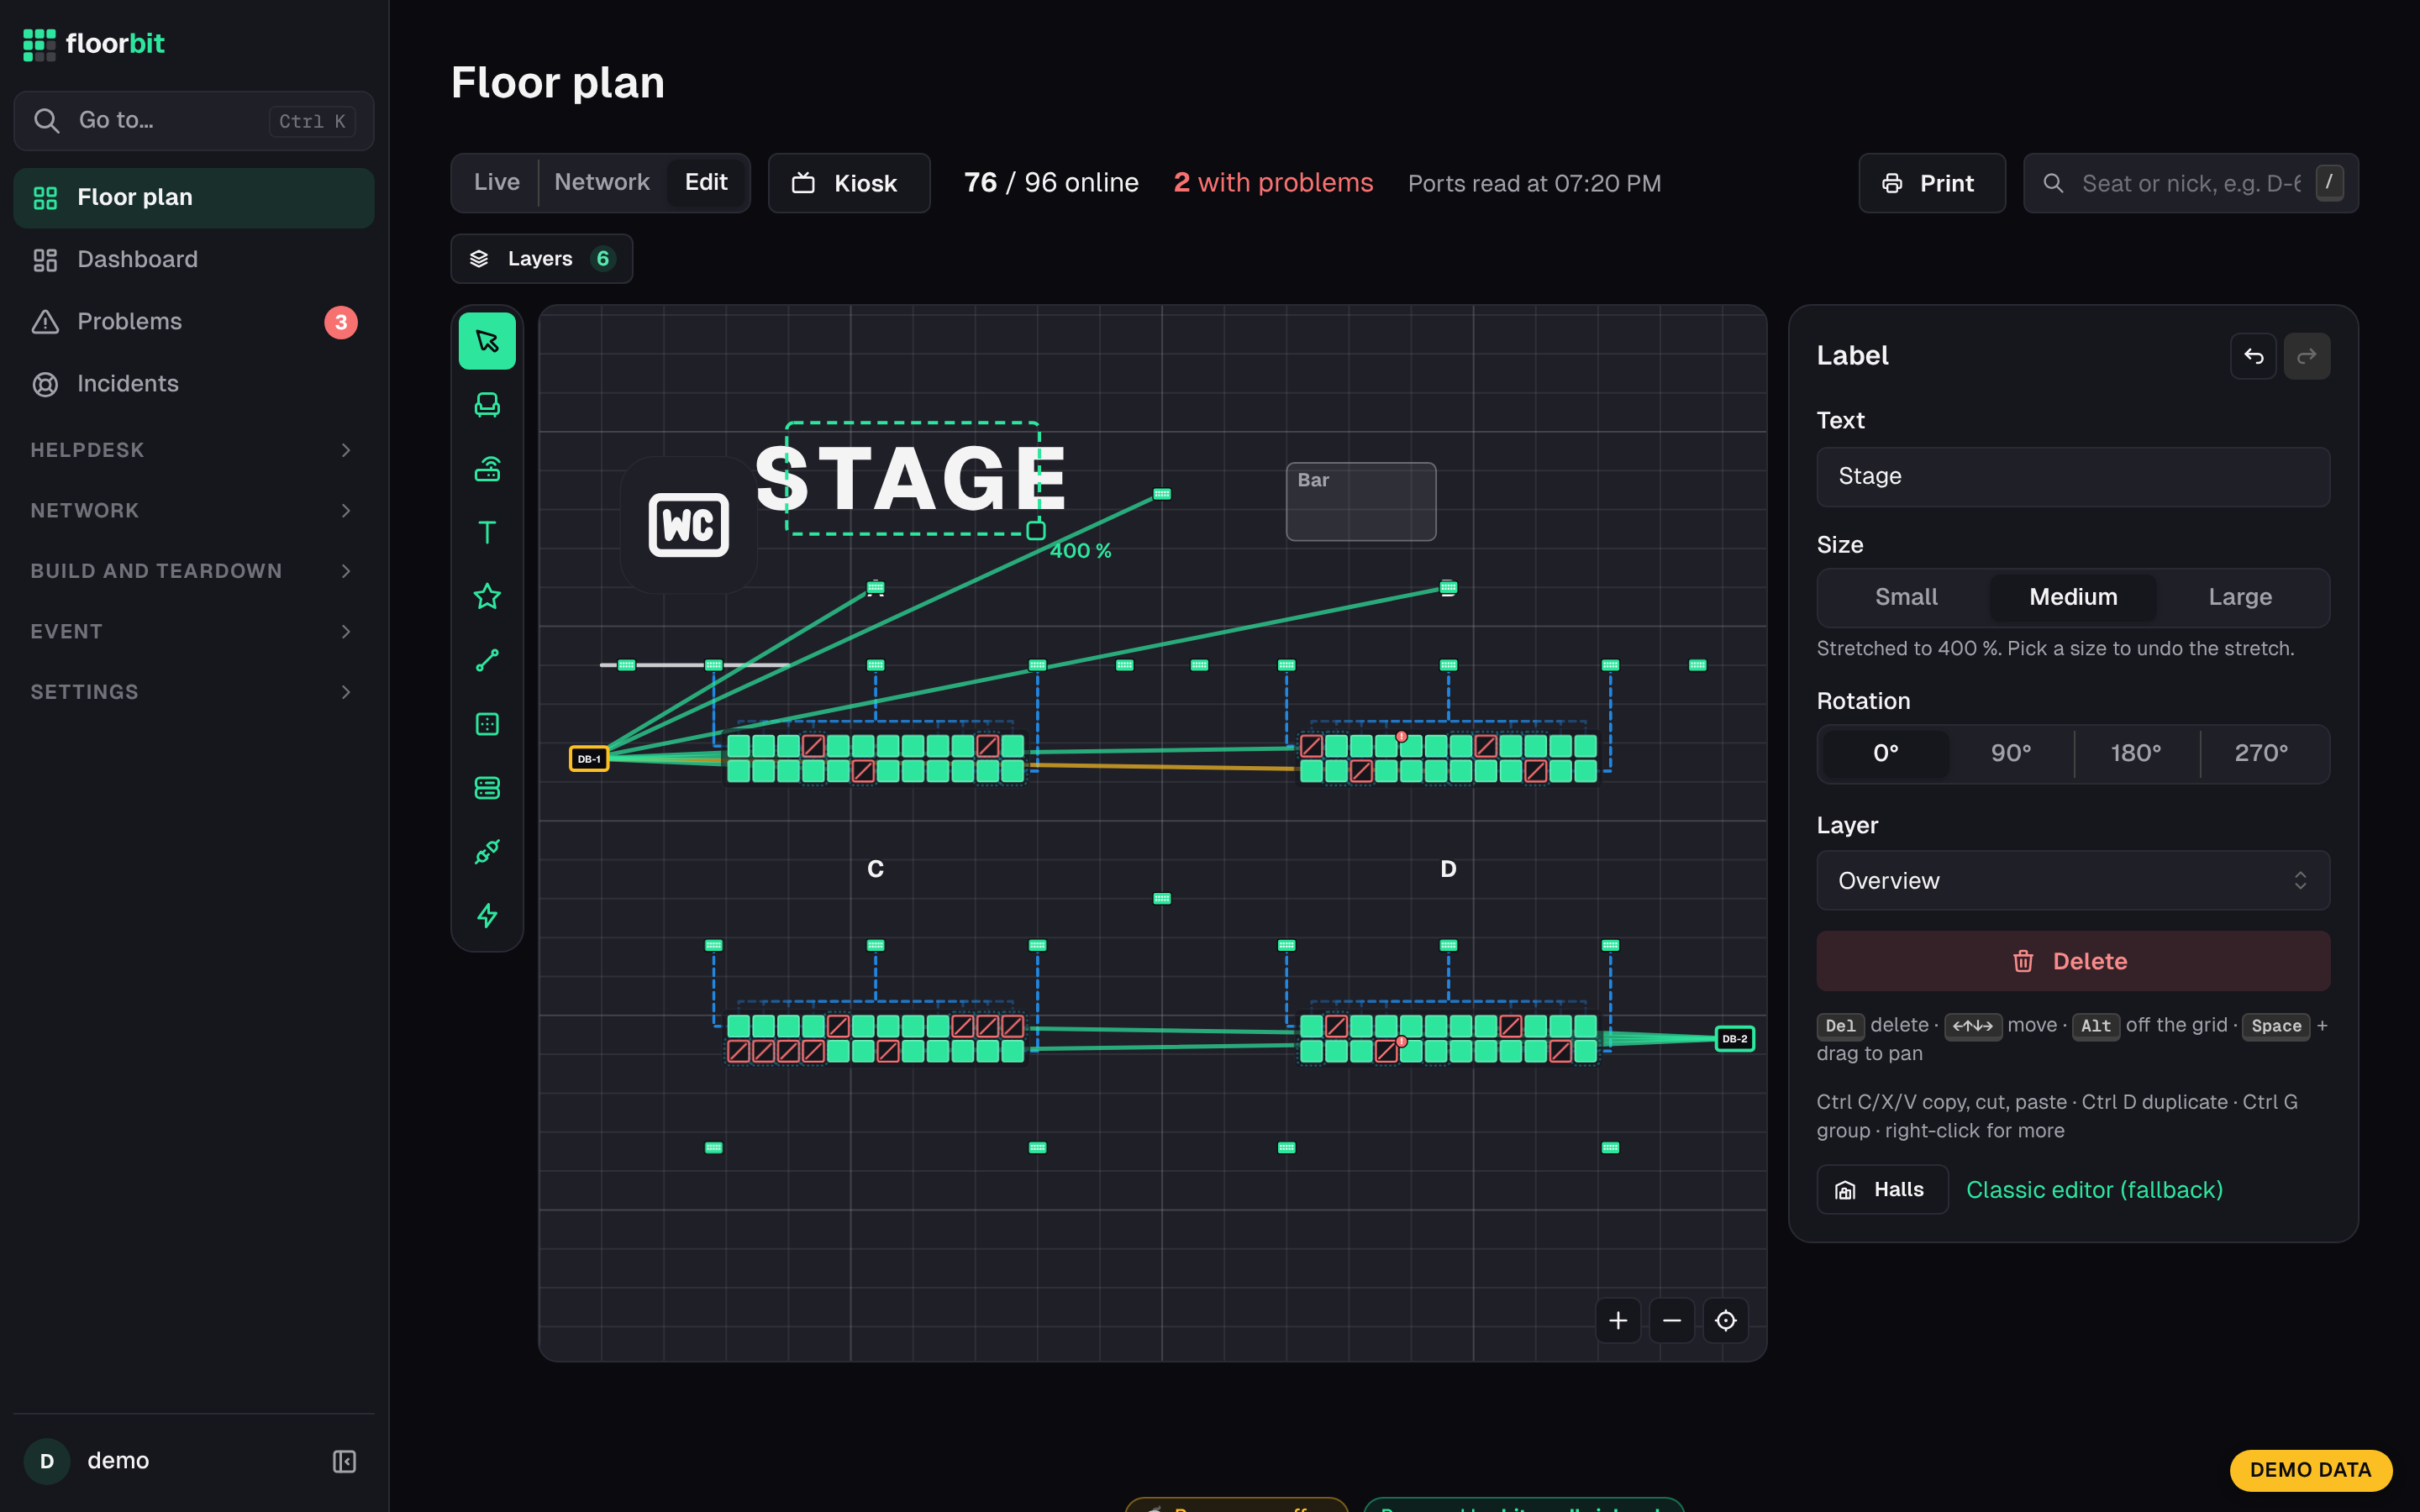 floorbit
Go to...
Ctrl K
Floor plan
Dashboard
Problems
3
Incidents
HELPDESK
NETWORK
BUILD AND TEARDOWN
EVENT
SETTINGS
D
demo
Floor plan
Live
Network
Edit
Kiosk
76 / 96 online
2 with problems
Ports read at 07:20 PM
Print
Seat or nick, e.g. D-6
/
Layers
6
STAGE
WC
400 %
Bar
DB-1
C
D
DB-2
Label
Text
Stage
Size
Small
Medium
Large
Stretched to 400 %. Pick a size to undo the stretch.
Rotation
0°
90°
180°
270°
Layer
Overview
Delete
Del delete · ←↑↓→ move · Alt off the grid · Space +
drag to pan
Ctrl C/X/V copy, cut, paste · Ctrl D duplicate · Ctrl G
group · right-click for more
Halls
Classic editor (fallback)
DEMO DATA